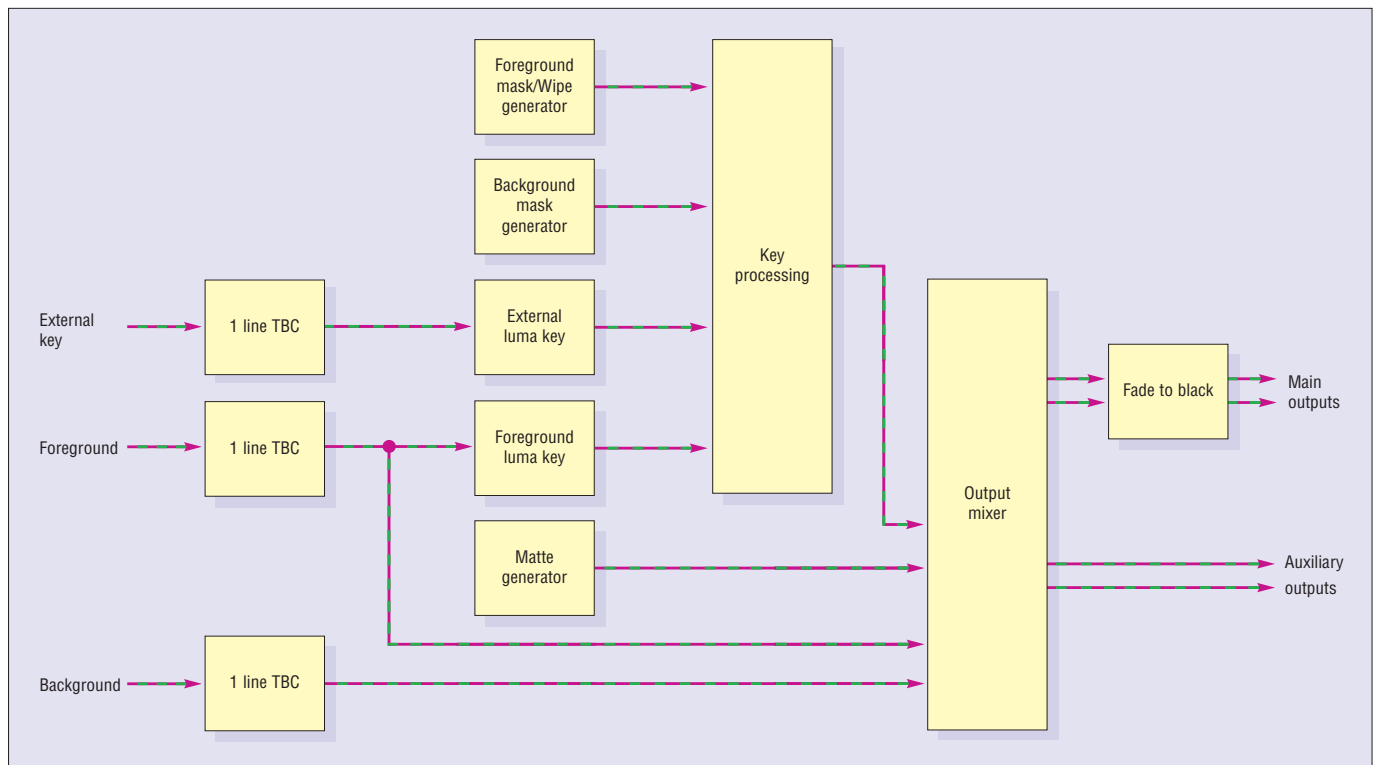 Foreground
mask/Wipe
generator
Background
mask
generator
Key
processing
External
key
1 line TBC
External
luma key
Foreground
1 line TBC
Foreground
luma key
Matte
generator
Background
1 line TBC
Output
mixer
Fade to black
Main
outputs
Auxiliary
outputs